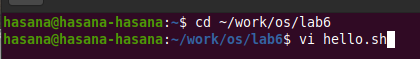 hasana@hasana-hasana:~$ cd ~/work/os/lab6
hasana@hasana-hasana:~/work/os/lab6$ vi hello.sh